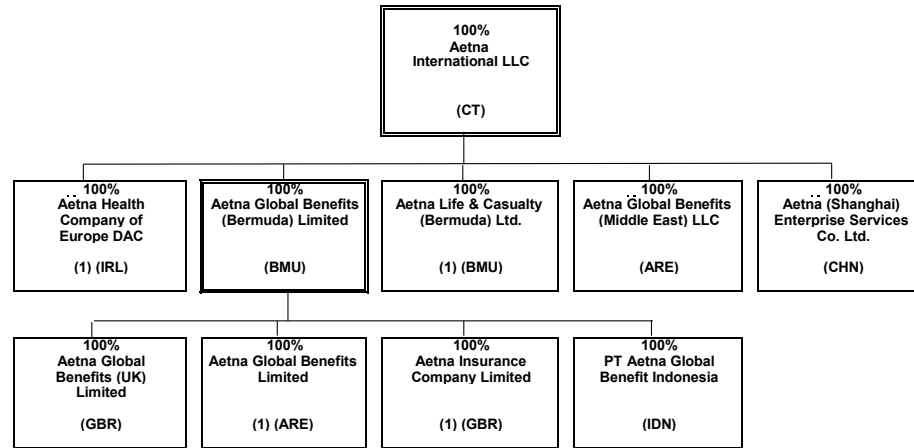 100%
Aetna
International LLC
(CT)
100%
Aetna Health
Company of
Europe DAC
(1) (IRL)
100%
Aetna Global Benefits
(Bermuda) Limited
(BMU)
100%
Aetna Life & Casualty
(Bermuda) Ltd.
(1) (BMU)
100%
Aetna Global Benefits
(Middle East) LLC
(ARE)
100%
Aetna (Shanghai)
Enterprise Services
Co. Ltd.
(CHN)
100%
Aetna Global
Benefits (UK)
Limited
(GBR)
100%
Aetna Global Benefits
Limited
(1) (ARE)
100%
Aetna Insurance
Company Limited
(1) (GBR)
100%
PT Aetna Global
Benefit Indonesia
(IDN)